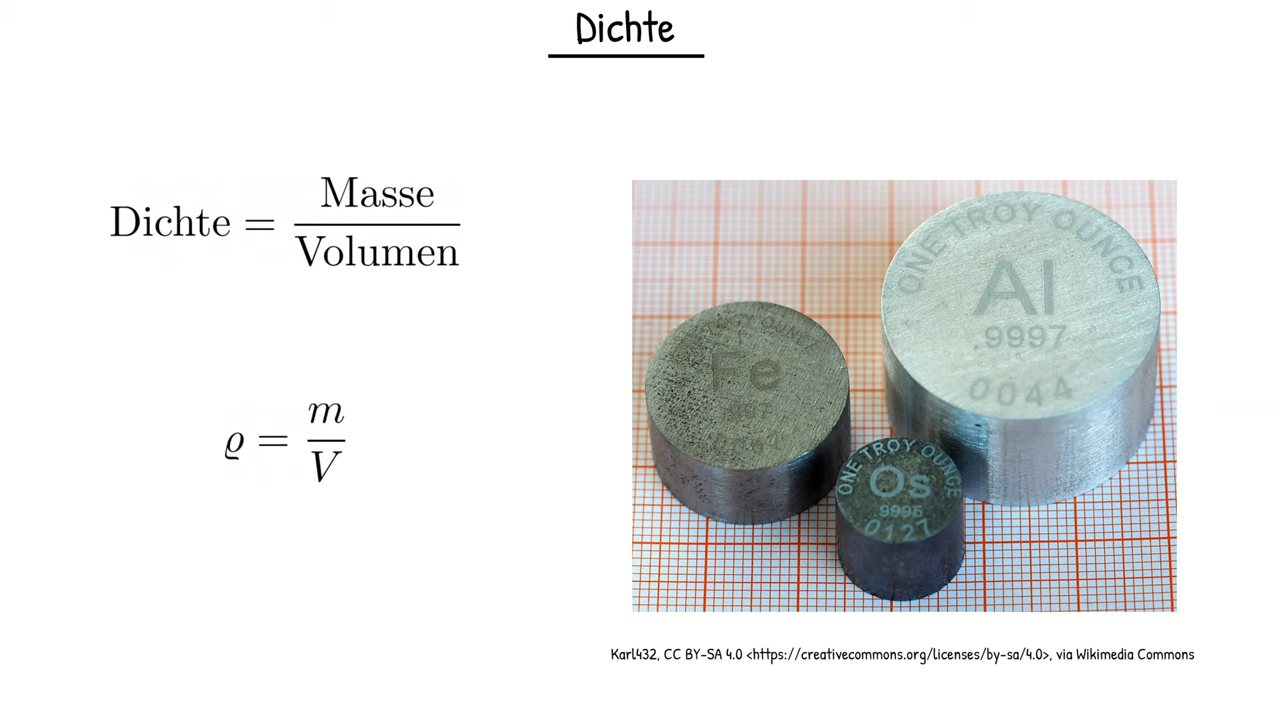 Dichte
Dichte = Masse / Volumen
ϱ = m / V
ONE TROY OUNCE
Al
.9997
0044
Fe
ONE TROY OUNCE
Os
.9995
0127
Karl432, CC BY-SA 4.0 <https://creativecommons.org/licenses/by-sa/4.0>, via Wikimedia Commons